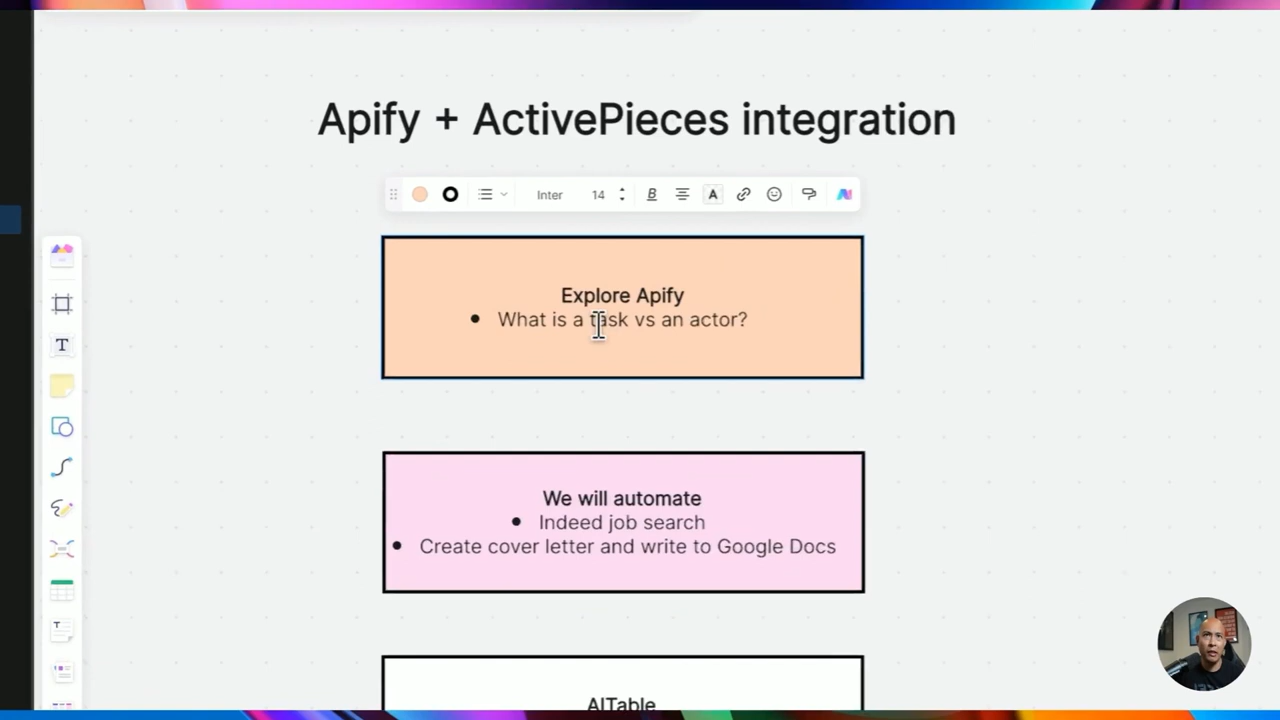 Apify + ActivePieces integration
Inter 14 B A
Explore Apify
• What is a task vs an actor?
T
We will automate
• Indeed job search
• Create cover letter and write to Google Docs
T
AITable